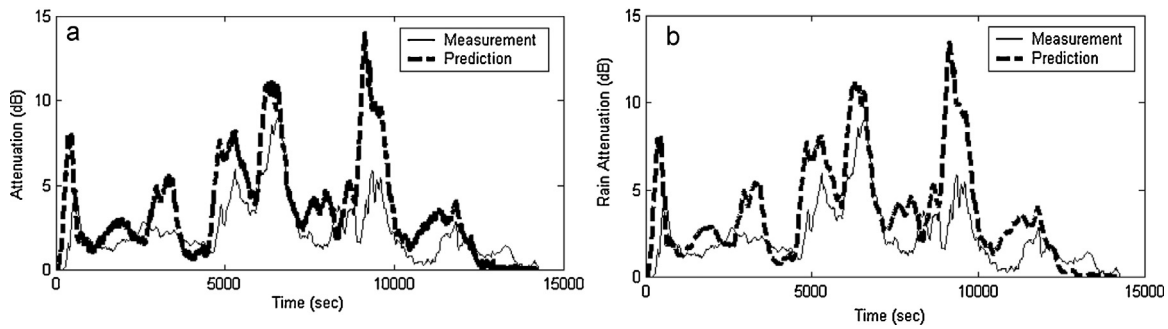 a
Measurement
Prediction
Attenuation (dB)
15
10
5
0
0 5000 10000 15000
Time (sec)
b
Measurement
Prediction
Rain Attenuation (dB)
15
10
5
0
0 5000 10000 15000
Time (sec)